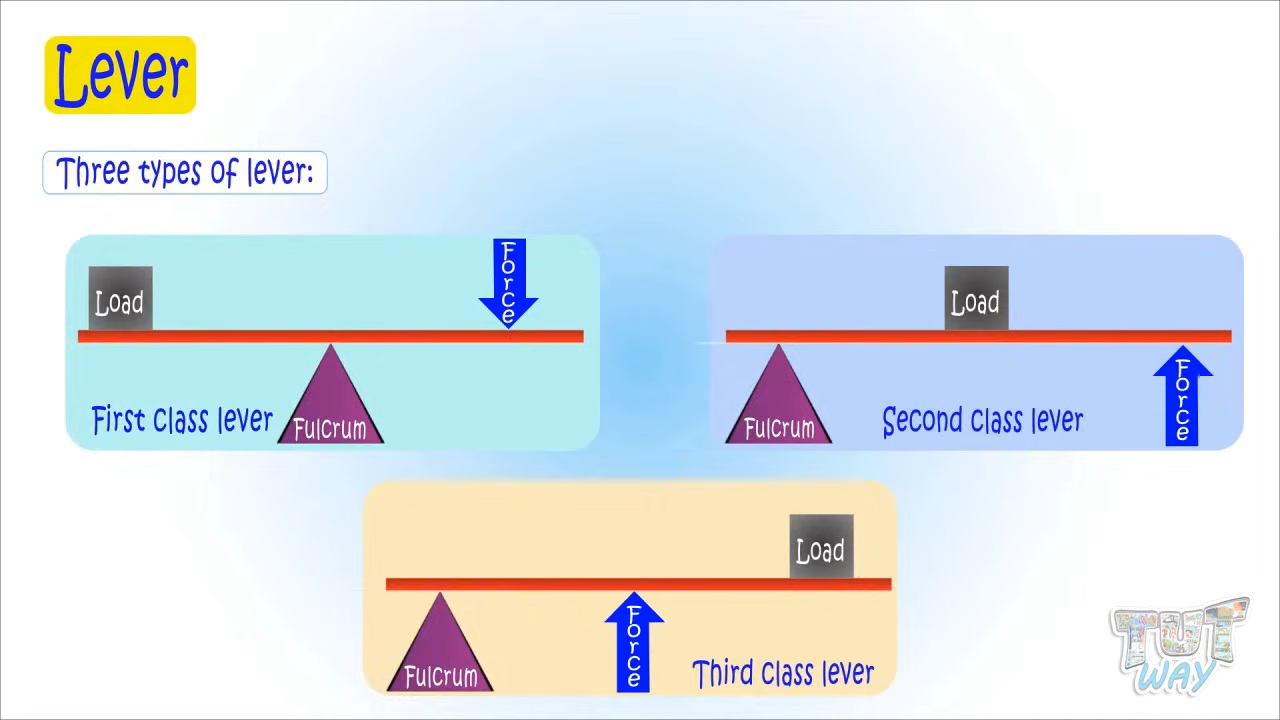 Lever
Three types of lever:
Load
Force
First class lever
Fulcrum
Load
Force
Fulcrum
Second class lever
Load
Force
Fulcrum
Third class lever
TUT
WAY